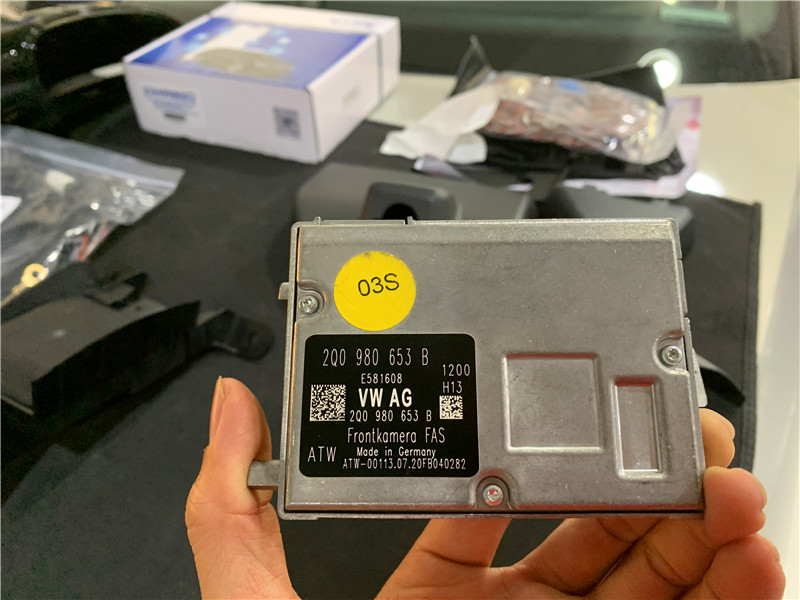 03S
2Q0 980 653 B
E581608
1200
H13
VW AG
2Q0 980 653 B
Frontkamera FAS
ATW
Made in Germany
ATW-00113.07.20FB040282